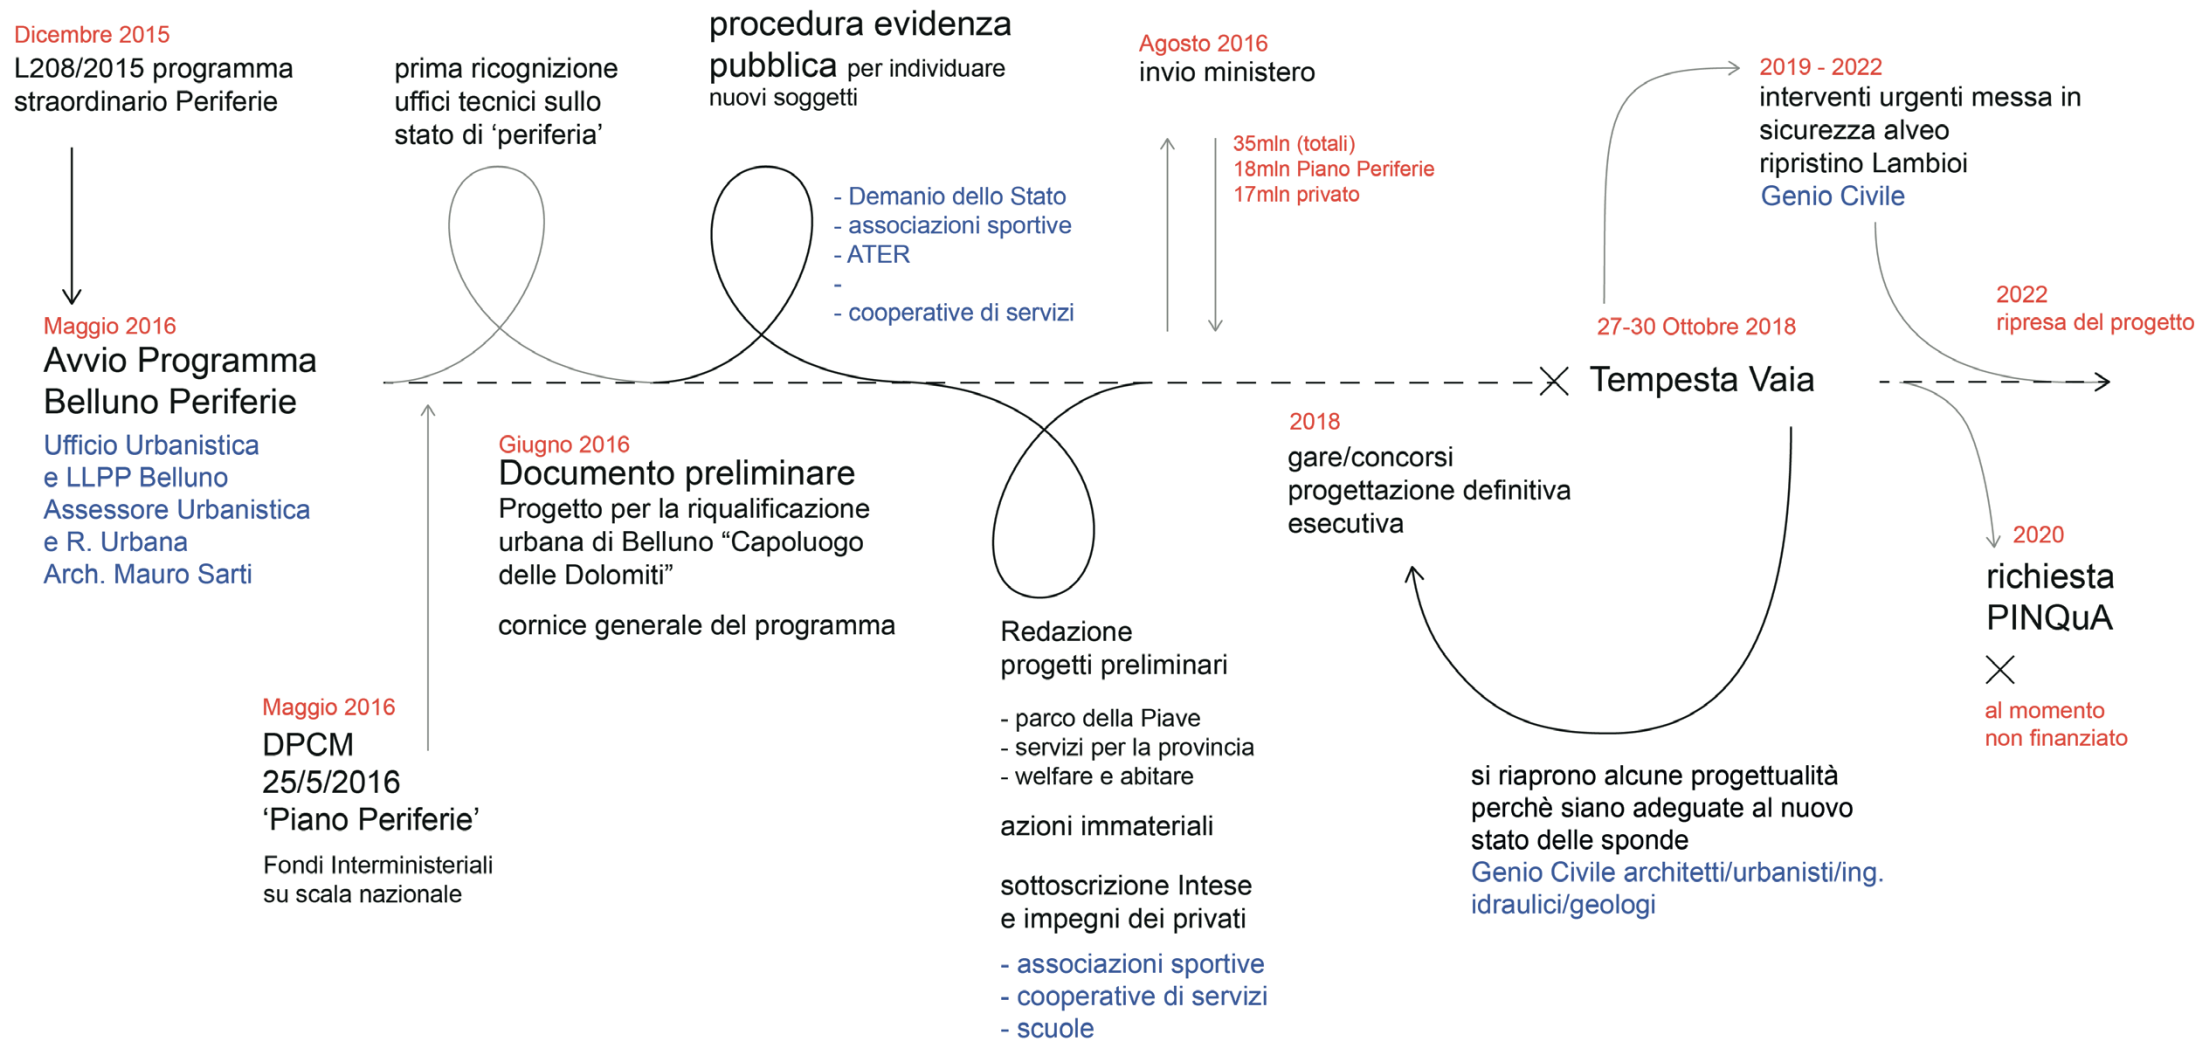 Dicembre 2015
L208/2015 programma
straordinario Periferie
Maggio 2016
Avvio Programma
Belluno Periferie
Ufficio Urbanistica
e LLPP Belluno
Assessore Urbanistica
e R. Urbana
Arch. Mauro Sarti
Maggio 2016
DPCM
25/5/2016
‘Piano Periferie’
Fondi Interministeriali
su scala nazionale
prima ricognizione
uffici tecnici sullo
stato di ‘periferia’
Giugno 2016
Documento preliminare
Progetto per la riqualificazione
urbana di Belluno “Capoluogo
delle Dolomiti”
cornice generale del programma
procedura evidenza
pubblica per individuare
nuovi soggetti
- Demanio dello Stato
- associazioni sportive
- ATER
-
- cooperative di servizi
Redazione
progetti preliminari
- parco della Piave
- servizi per la provincia
- welfare e abitare
azioni immateriali
sottoscrizione Intese
e impegni dei privati
- associazioni sportive
- cooperative di servizi
- scuole
Agosto 2016
invio ministero
35mln (totali)
18mln Piano Periferie
17mln privato
2018
gare/concorsi
progettazione definitiva
esecutiva
27-30 Ottobre 2018
Tempesta Vaia
si riaprono alcune progettualità
perchè siano adeguate al nuovo
stato delle sponde
Genio Civile architetti/urbanisti/ing.
idraulici/geologi
2019 - 2022
interventi urgenti messa in
sicurezza alveo
ripristino Lambioi
Genio Civile
2022
ripresa del progetto
2020
richiesta
PINQuA
al momento
non finanziato